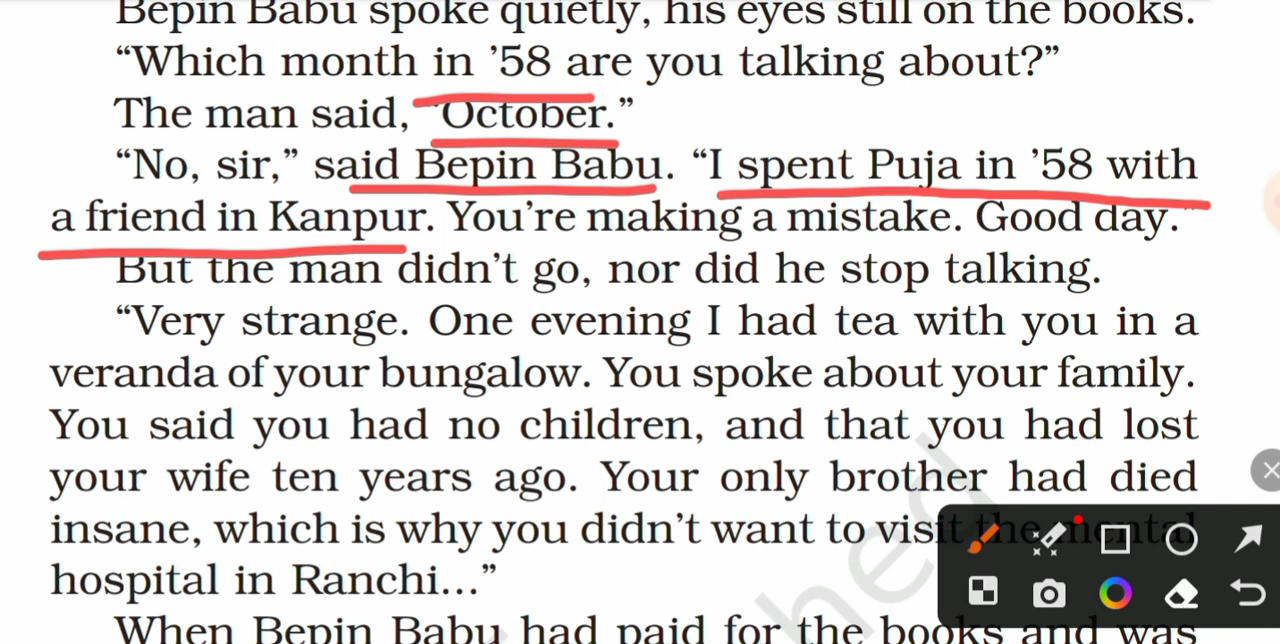 Bepin Babu spoke quietly, his eyes still on the books.
“Which month in ’58 are you talking about?”
The man said, “October.”
“No, sir,” said Bepin Babu. “I spent Puja in ’58 with
a friend in Kanpur. You’re making a mistake. Good day.”
But the man didn’t go, nor did he stop talking.
“Very strange. One evening I had tea with you in a
veranda of your bungalow. You spoke about your family.
You said you had no children, and that you had lost
your wife ten years ago. Your only brother had died
insane, which is why you didn’t want to visit the mental
hospital in Ranchi...”
When Bepin Babu had paid for the books and was
hed